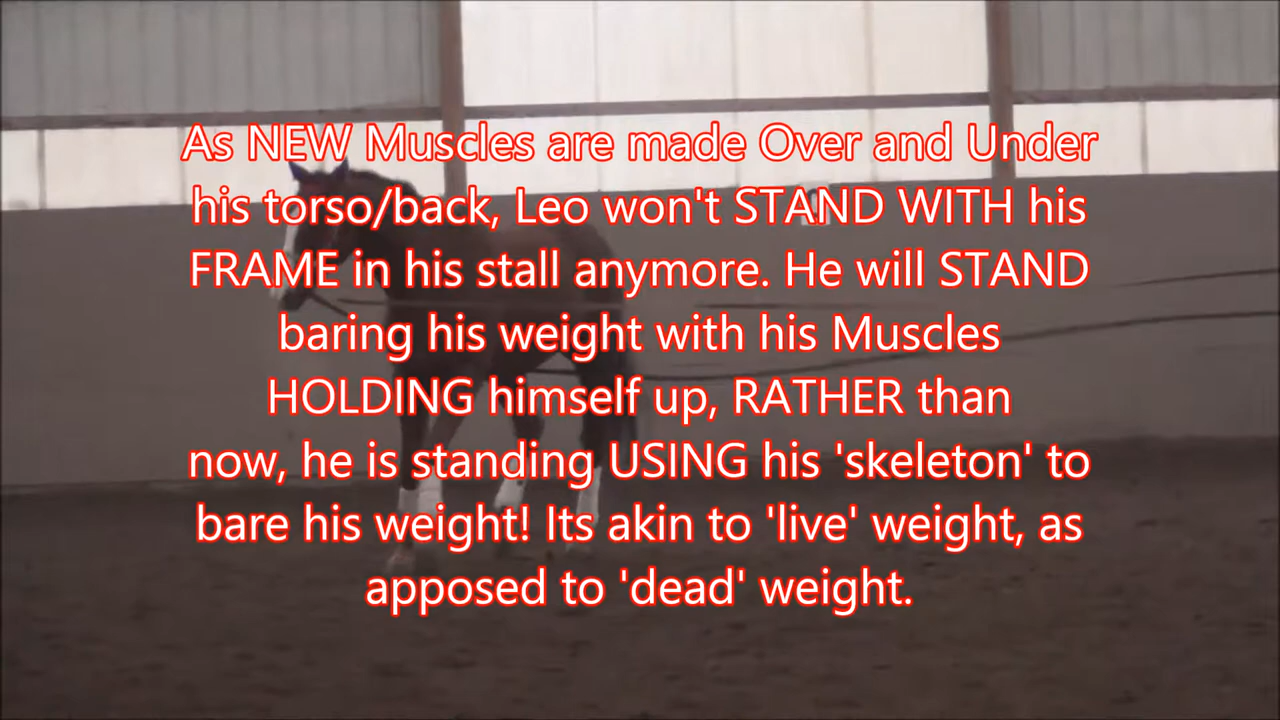 As NEW Muscles are made Over and Under
his torso/back, Leo won't STAND WITH his
FRAME in his stall anymore. He will STAND
baring his weight with his Muscles
HOLDING himself up, RATHER than
now, he is standing USING his 'skeleton' to
bare his weight! Its akin to 'live' weight, as
apposed to 'dead' weight.